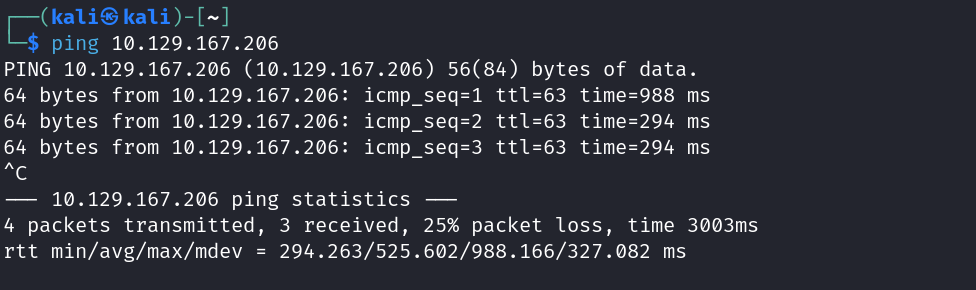 ┌──(kali㉿kali)-[~]
└─$ ping 10.129.167.206
PING 10.129.167.206 (10.129.167.206) 56(84) bytes of data.
64 bytes from 10.129.167.206: icmp_seq=1 ttl=63 time=988 ms
64 bytes from 10.129.167.206: icmp_seq=2 ttl=63 time=294 ms
64 bytes from 10.129.167.206: icmp_seq=3 ttl=63 time=294 ms
^C
--- 10.129.167.206 ping statistics ---
4 packets transmitted, 3 received, 25% packet loss, time 3003ms
rtt min/avg/max/mdev = 294.263/525.602/988.166/327.082 ms